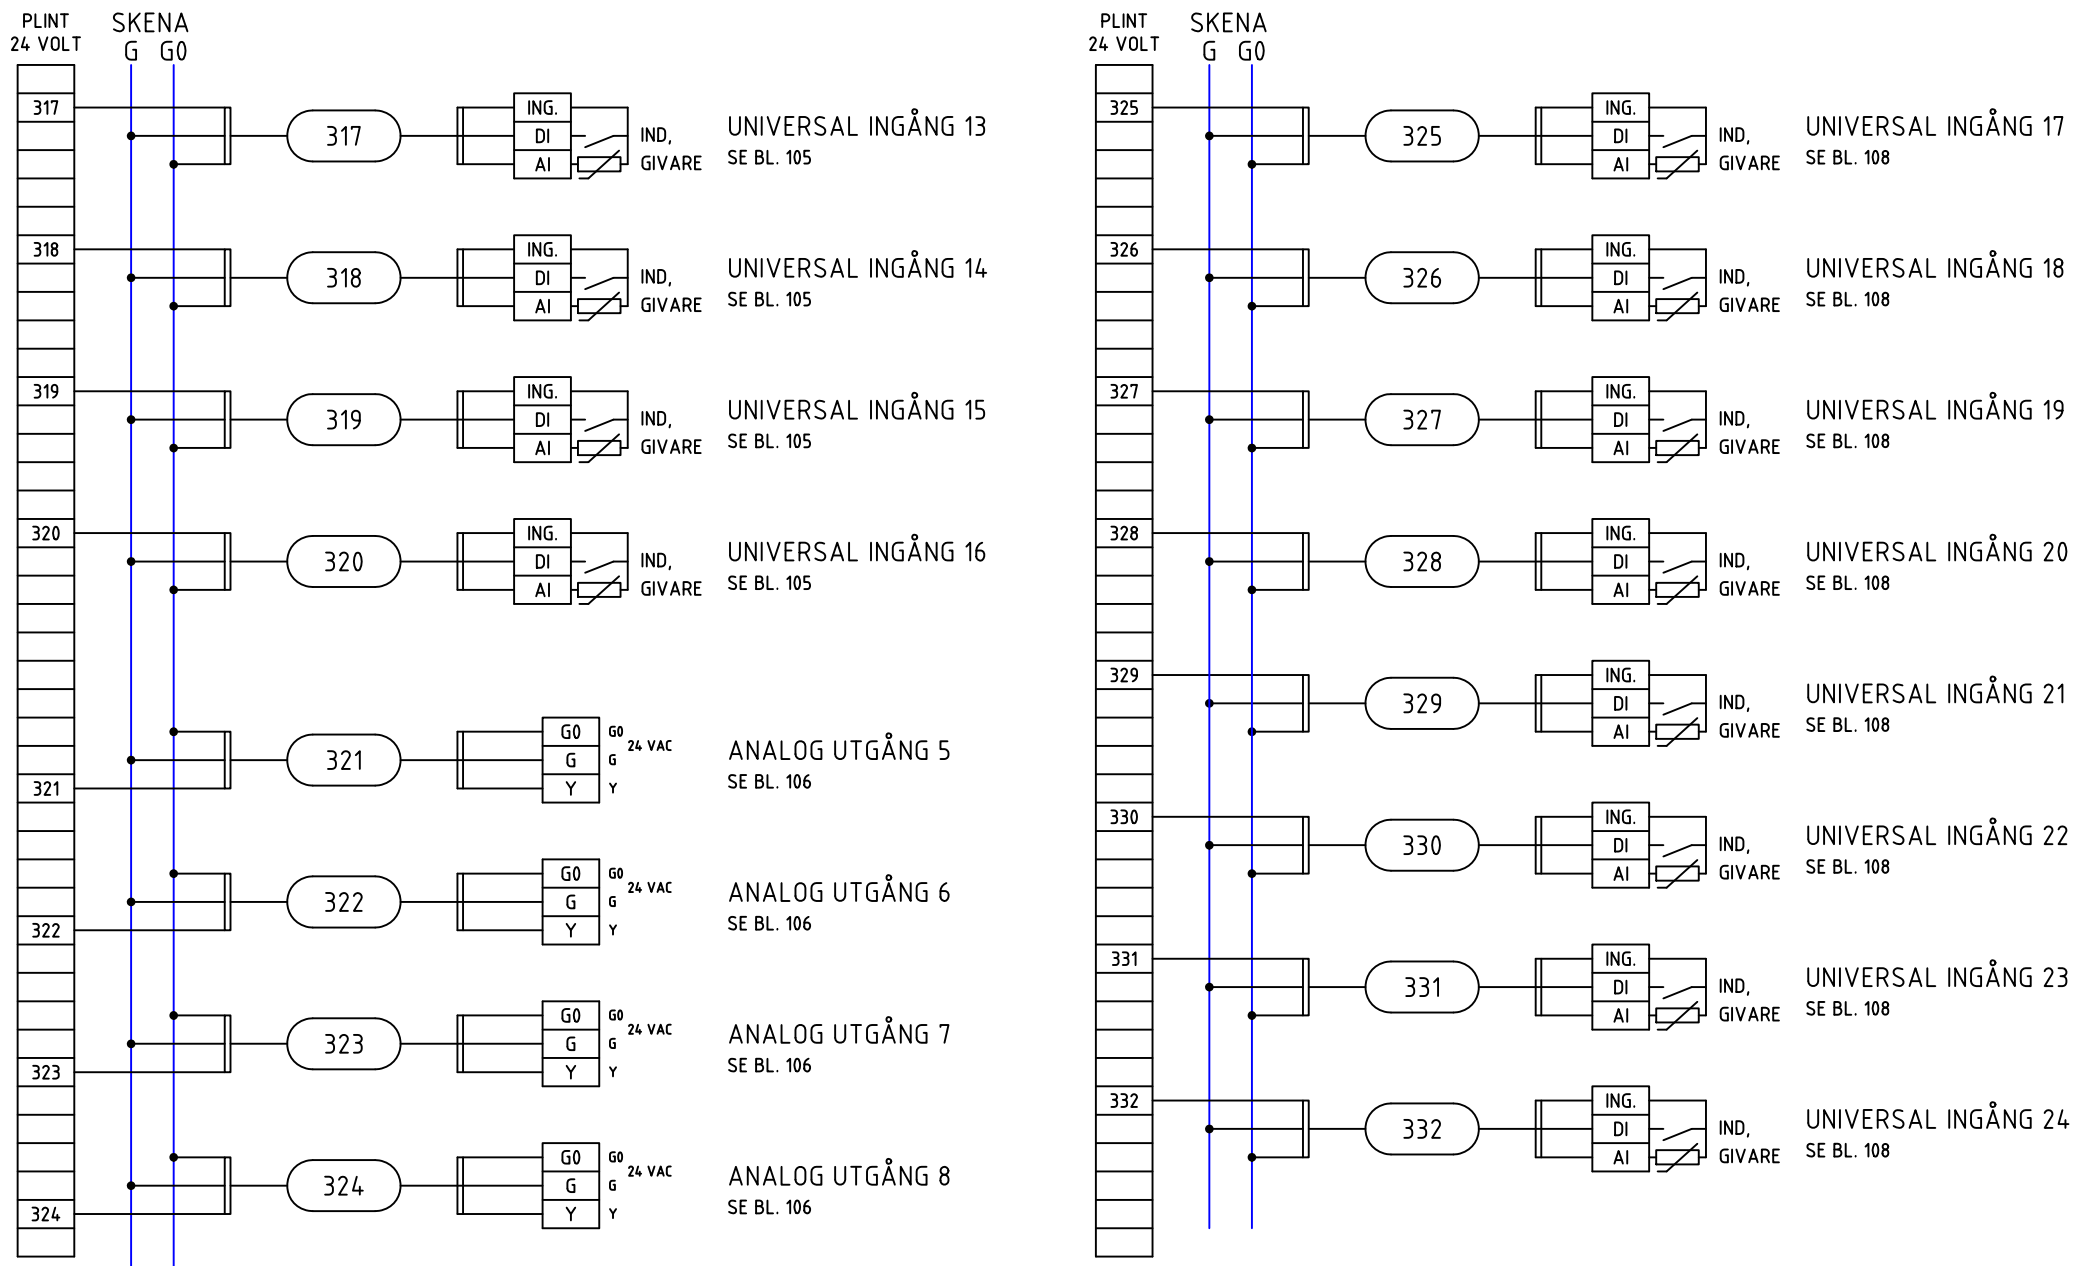 PLINT
24 VOLT
SKENA
G G0
317
317
ING.
DI
AI
IND,
GIVARE
UNIVERSAL INGÅNG 13
SE BL. 105
318
318
ING.
DI
AI
IND,
GIVARE
UNIVERSAL INGÅNG 14
SE BL. 105
319
319
ING.
DI
AI
IND,
GIVARE
UNIVERSAL INGÅNG 15
SE BL. 105
320
320
ING.
DI
AI
IND,
GIVARE
UNIVERSAL INGÅNG 16
SE BL. 105
321
321
G0
G
Y
G0
24 VAC
G
Y
ANALOG UTGÅNG 5
SE BL. 106
322
322
G0
G
Y
G0
24 VAC
G
Y
ANALOG UTGÅNG 6
SE BL. 106
323
323
G0
G
Y
G0
24 VAC
G
Y
ANALOG UTGÅNG 7
SE BL. 106
324
324
G0
G
Y
G0
24 VAC
G
Y
ANALOG UTGÅNG 8
SE BL. 106
PLINT
24 VOLT
SKENA
G G0
325
325
ING.
DI
AI
IND,
GIVARE
UNIVERSAL INGÅNG 17
SE BL. 108
326
326
ING.
DI
AI
IND,
GIVARE
UNIVERSAL INGÅNG 18
SE BL. 108
327
327
ING.
DI
AI
IND,
GIVARE
UNIVERSAL INGÅNG 19
SE BL. 108
328
328
ING.
DI
AI
IND,
GIVARE
UNIVERSAL INGÅNG 20
SE BL. 108
329
329
ING.
DI
AI
IND,
GIVARE
UNIVERSAL INGÅNG 21
SE BL. 108
330
330
ING.
DI
AI
IND,
GIVARE
UNIVERSAL INGÅNG 22
SE BL. 108
331
331
ING.
DI
AI
IND,
GIVARE
UNIVERSAL INGÅNG 23
SE BL. 108
332
332
ING.
DI
AI
IND,
GIVARE
UNIVERSAL INGÅNG 24
SE BL. 108